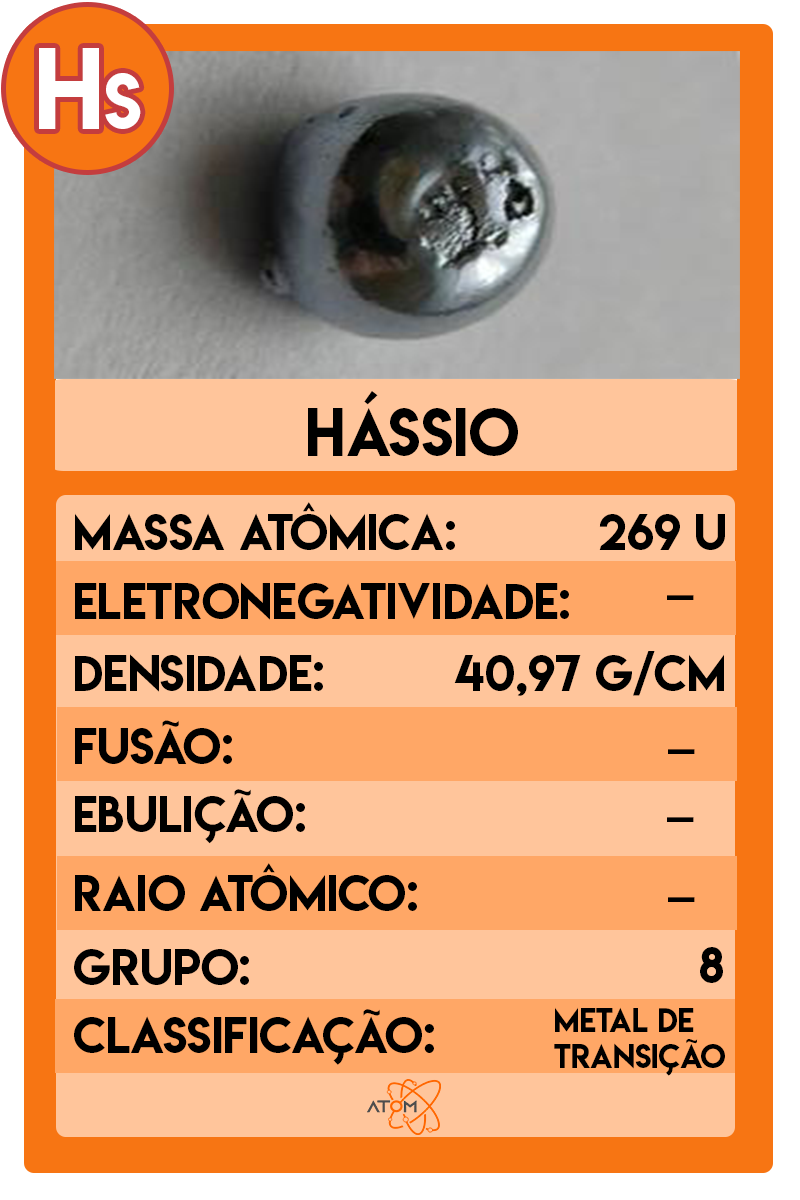 Hs
HÁSSIO
MASSA ATÔMICA: 269 U
ELETRONEGATIVIDADE: –
DENSIDADE: 40,97 G/CM
FUSÃO: –
EBULIÇÃO: –
RAIO ATÔMICO: –
GRUPO: 8
CLASSIFICAÇÃO: METAL DE
TRANSIÇÃO
ATOM